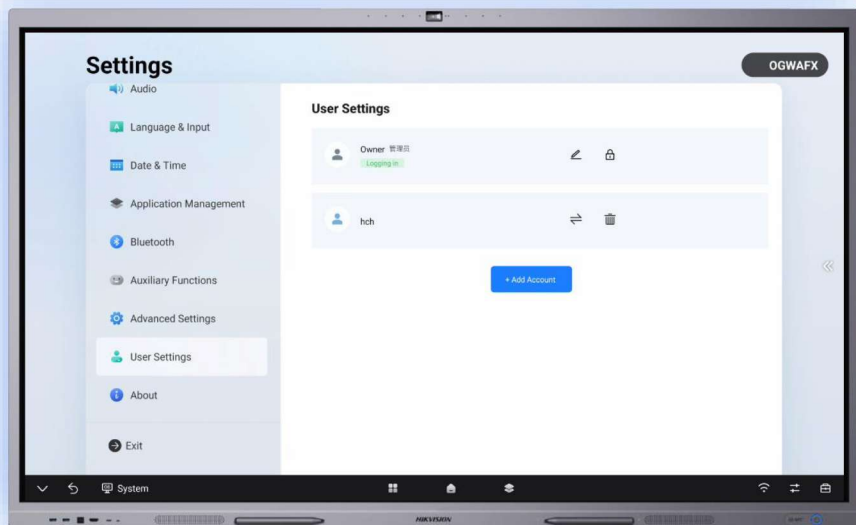 Settings
OGWAFX
Audio
Language & Input
Date & Time
Application Management
Bluetooth
Auxiliary Functions
Advanced Settings
User Settings
About
Exit
User Settings
Owner 管理员
Logging in
hch
+ Add Account
System
HIKVISION